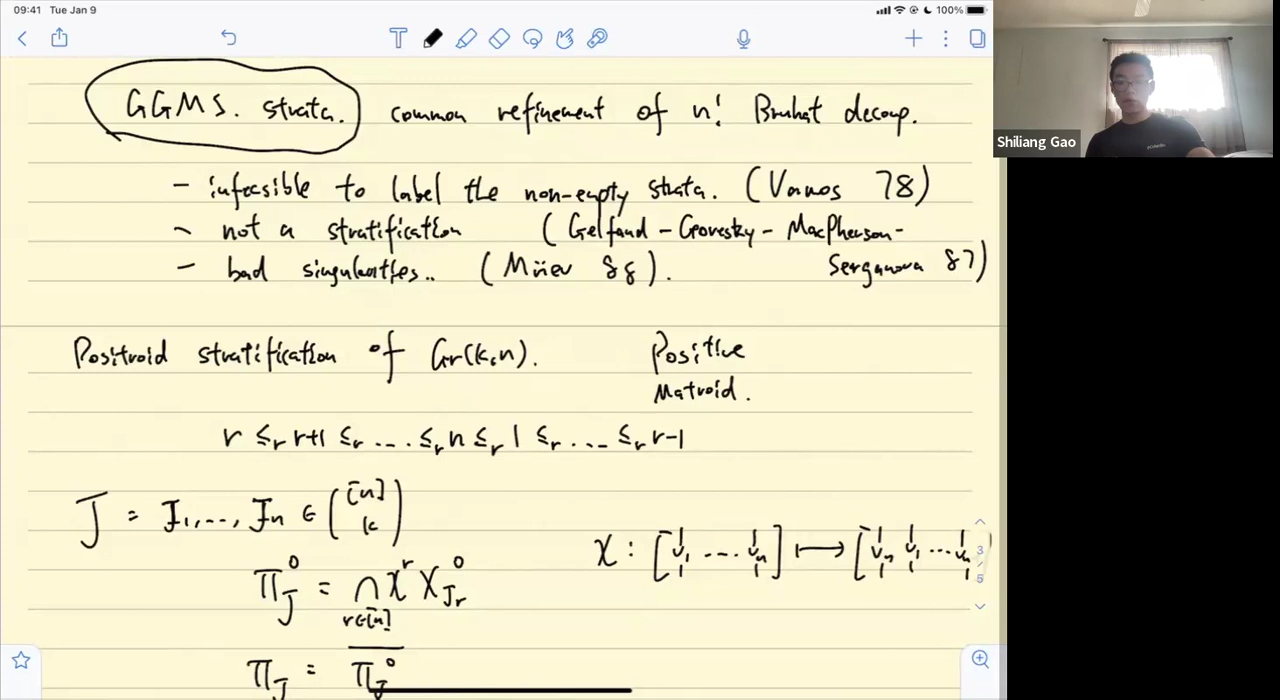 09:41 Tue Jan 9
100%
GGMS. strata. common refinement of n! Bruhat decomp.
- infeasible to label the non-empty strata. (Vamos 78)
- not a stratification (Gelfand - Goresky - MacPherson -
Serganova 87)
- bad singularities.. (Mnëv 88).
Positroid stratification of Gr(k,n). Positive
Matroid.
r ≤r r+1 ≤r ... ≤r n ≤r 1 ≤r ... ≤r r-1
J = J1, ..., Jn ∈ ([n] k)
χ : [v1 ... vn] ↦ [vn v1 ... vn
Π°J = ∩r∈[n] χ^r X°Jr
ΠJ = Π°J
3/5
Shiliang Gao